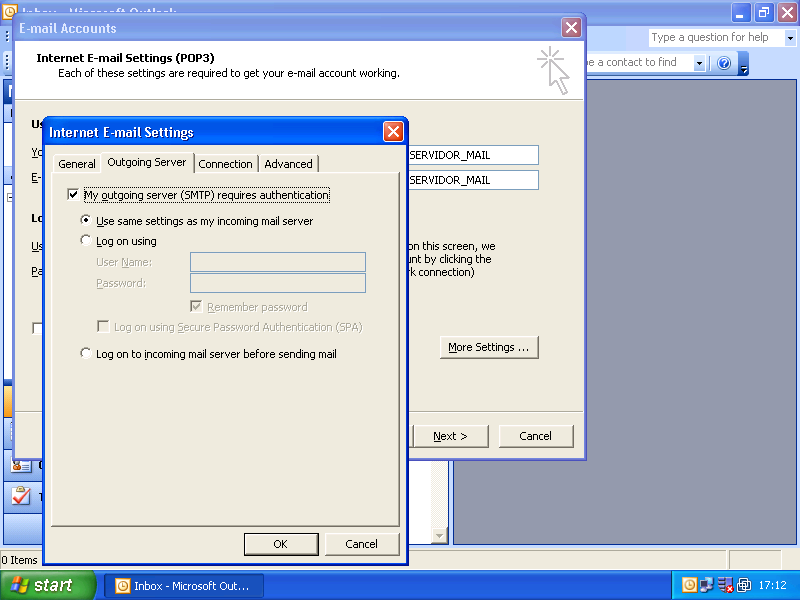 Inbox - Microsoft Outlook
E-mail Accounts
Type a question for help
Internet E-mail Settings (POP3)
Each of these settings are required to get your e-mail account working.
e a contact to find
Us
Internet E-mail Settings
Yo
SERVIDOR_MAIL
General
Outgoing Server
Connection
Advanced
E-
SERVIDOR_MAIL
My outgoing server (SMTP) requires authentication
Use same settings as my incoming mail server
Lo
Log on using
Us
on this screen, we
User Name:
unt by clicking the
Pa
rk connection)
Password:
Remember password
Log on using Secure Password Authentication (SPA)
Log on to incoming mail server before sending mail
More Settings ...
Next >
Cancel
OK
Cancel
0 Items
start
Inbox - Microsoft Out...
17:12